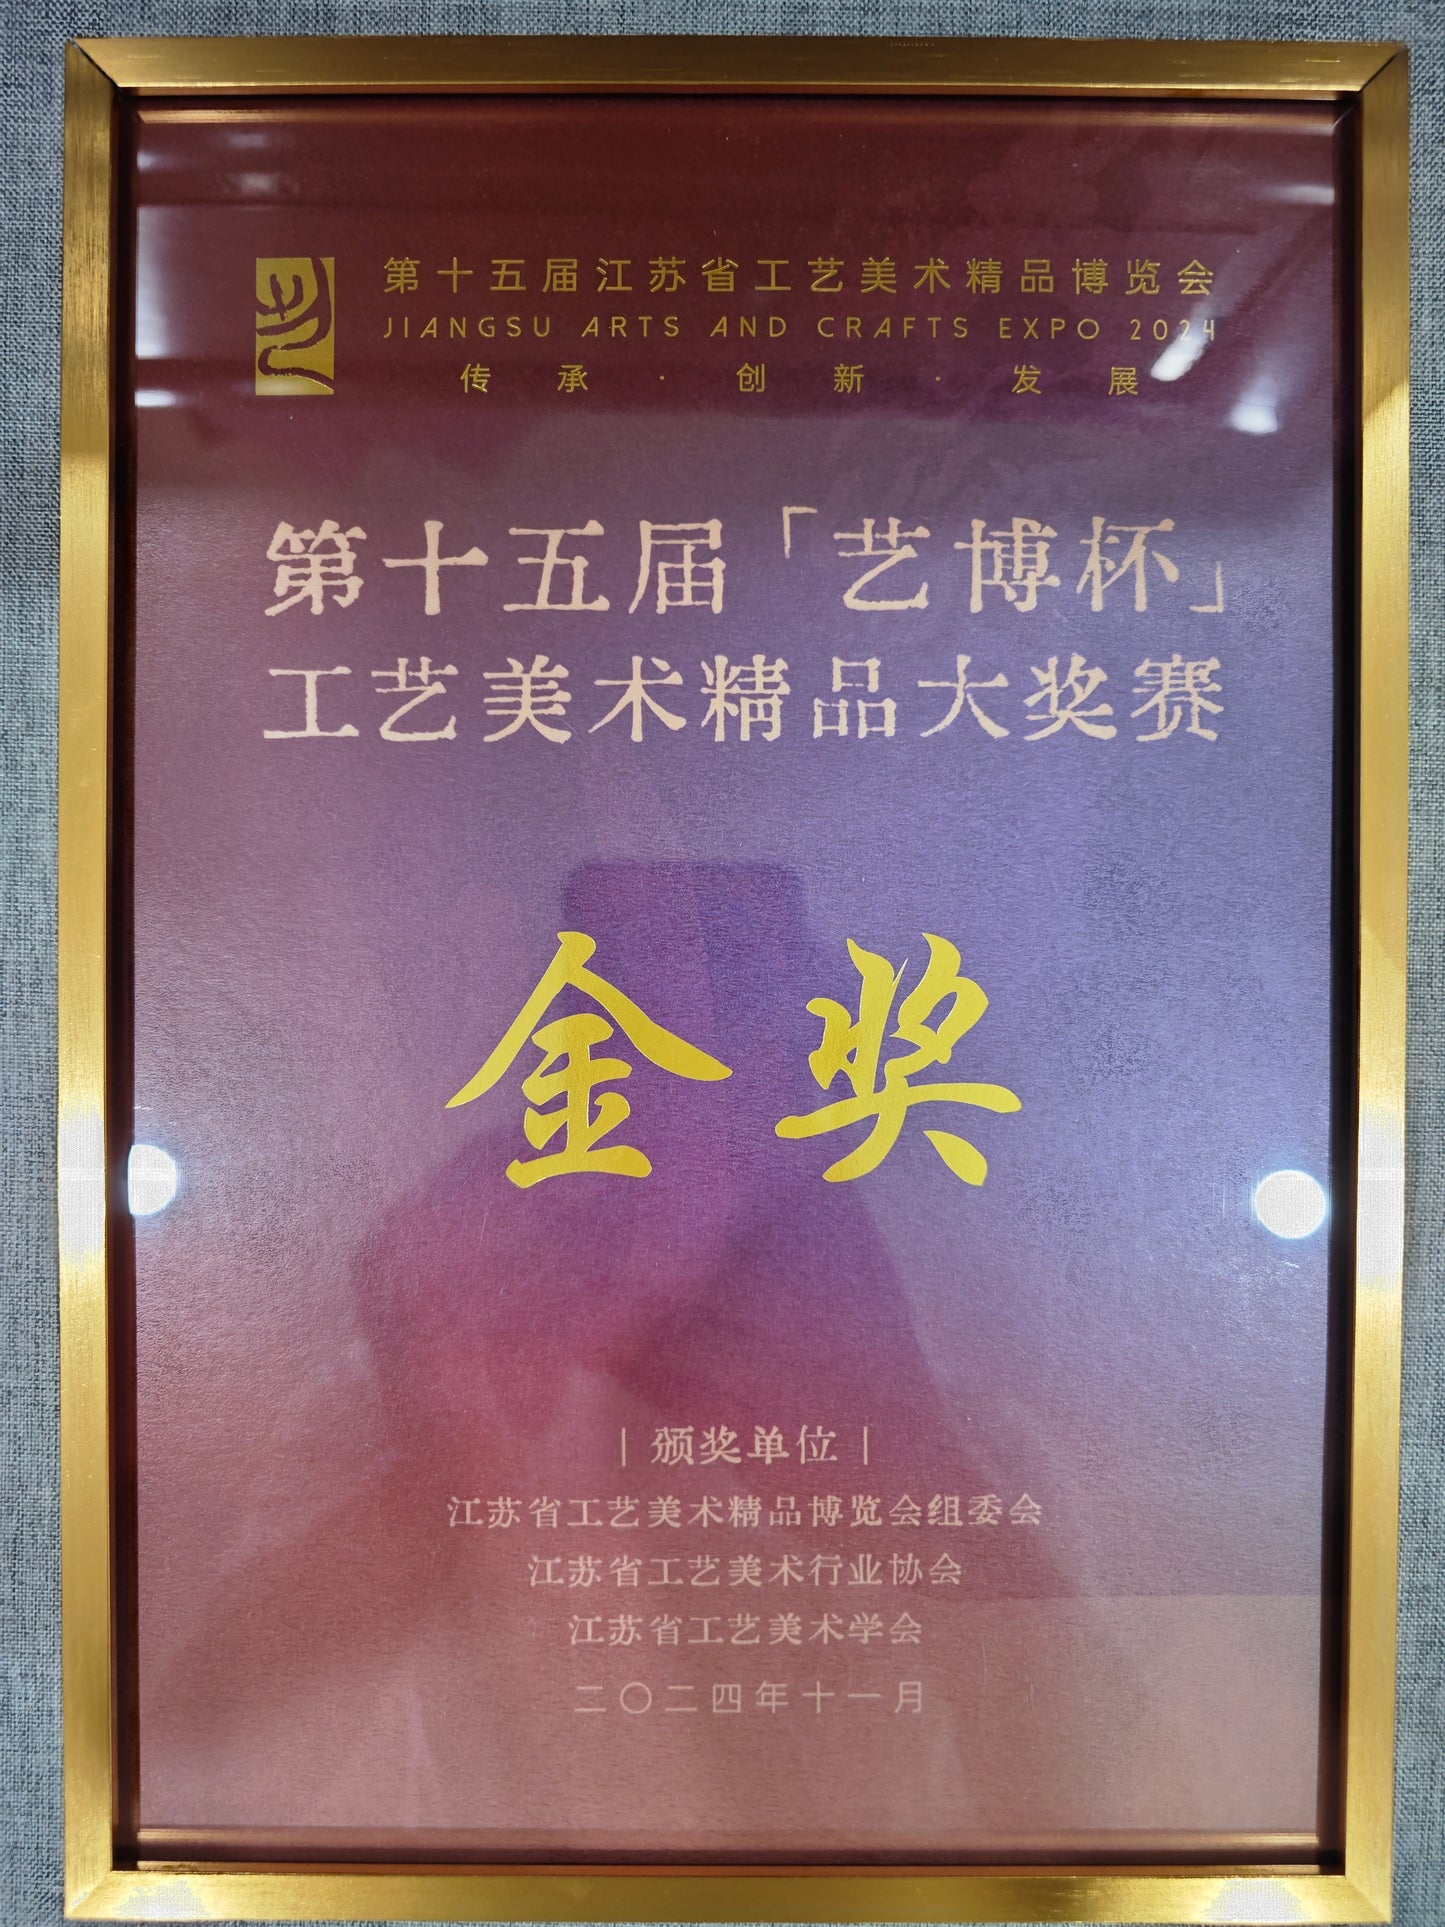 第十五届江苏省工艺美术精品博览会
JIANGSU ARTS AND CRAFTS EXPO 2024
传承·创新·发展
第十五届「艺博杯」
工艺美术精品大奖赛
金奖
| 颁奖单位 |
江苏省工艺美术精品博览会组委会
江苏省工艺美术行业协会
江苏省工艺美术学会
二〇二四年十一月